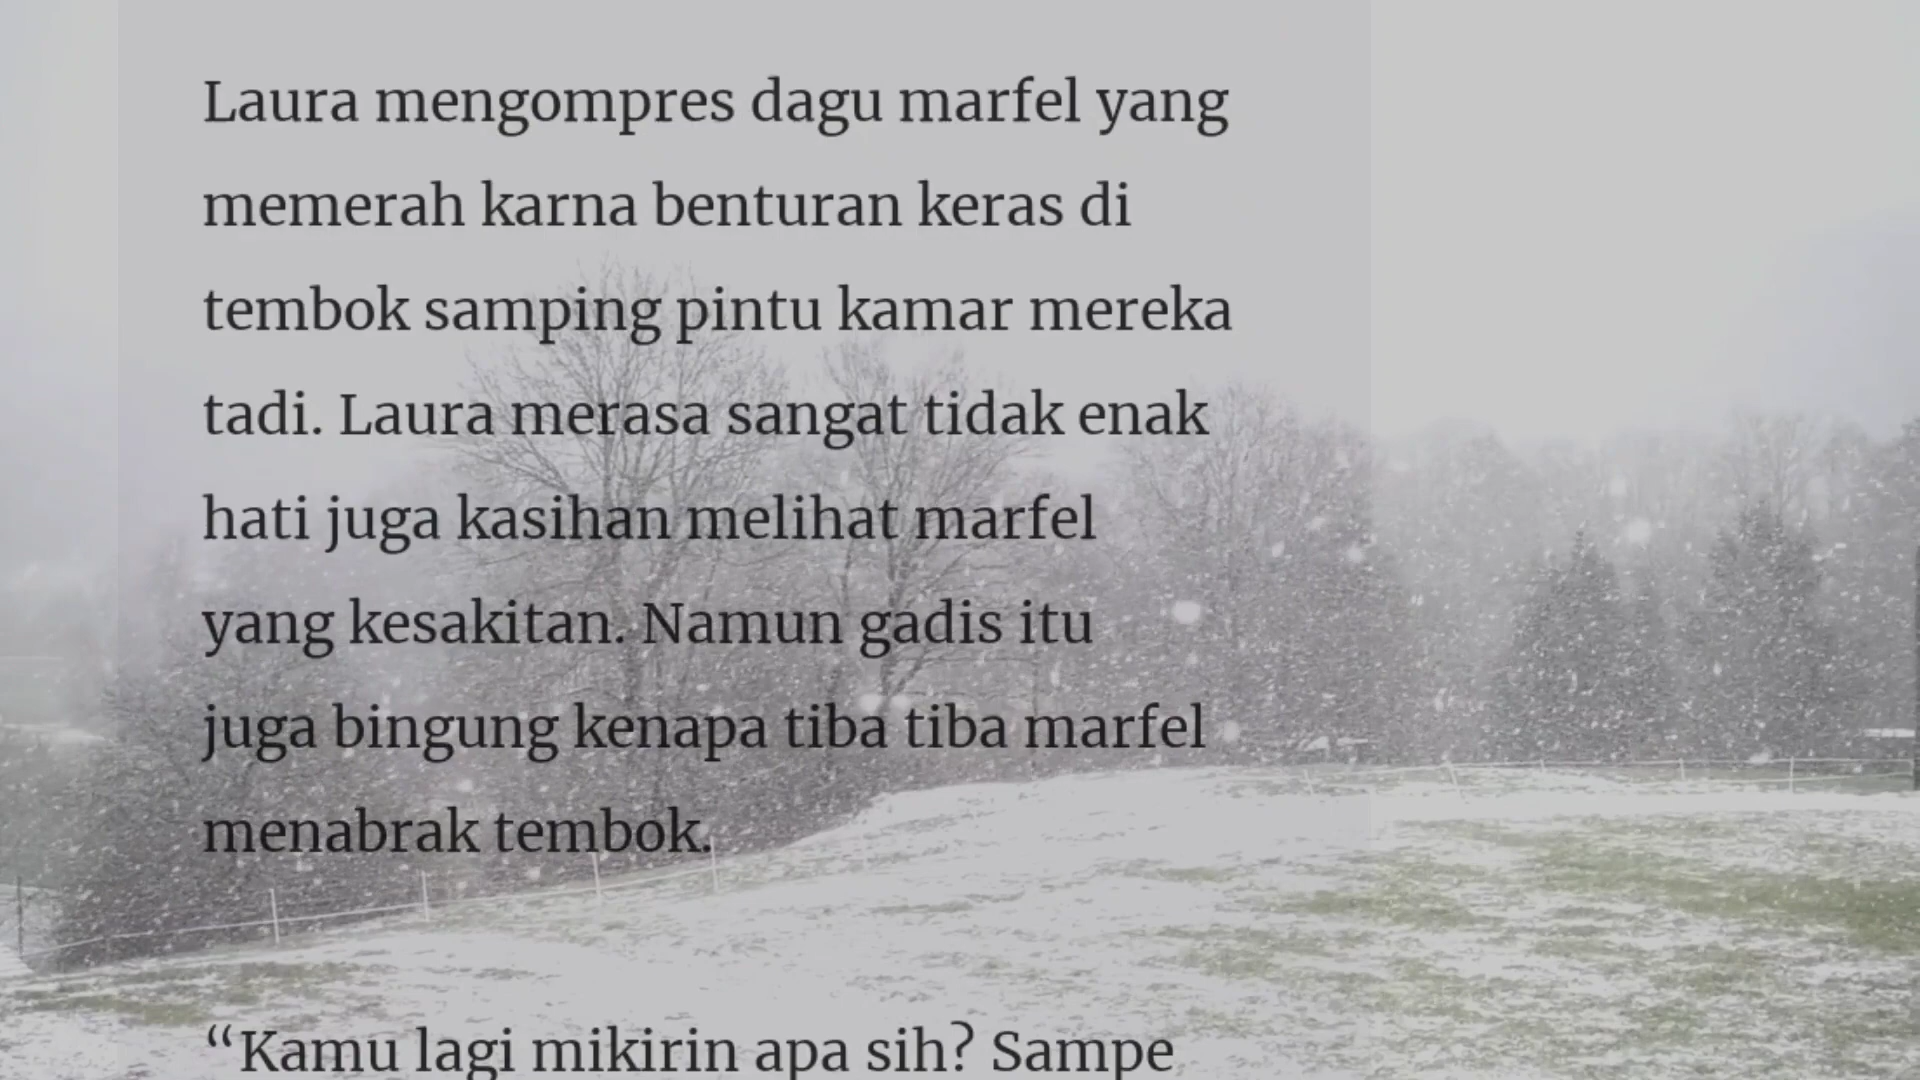 Laura mengompres dagu marfel yang
memerah karna benturan keras di
tembok samping pintu kamar mereka
tadi. Laura merasa sangat tidak enak
hati juga kasihan melihat marfel
yang kesakitan. Namun gadis itu
juga bingung kenapa tiba tiba marfel
menabrak tembok.
“Kamu lagi mikirin apa sih? Sampe